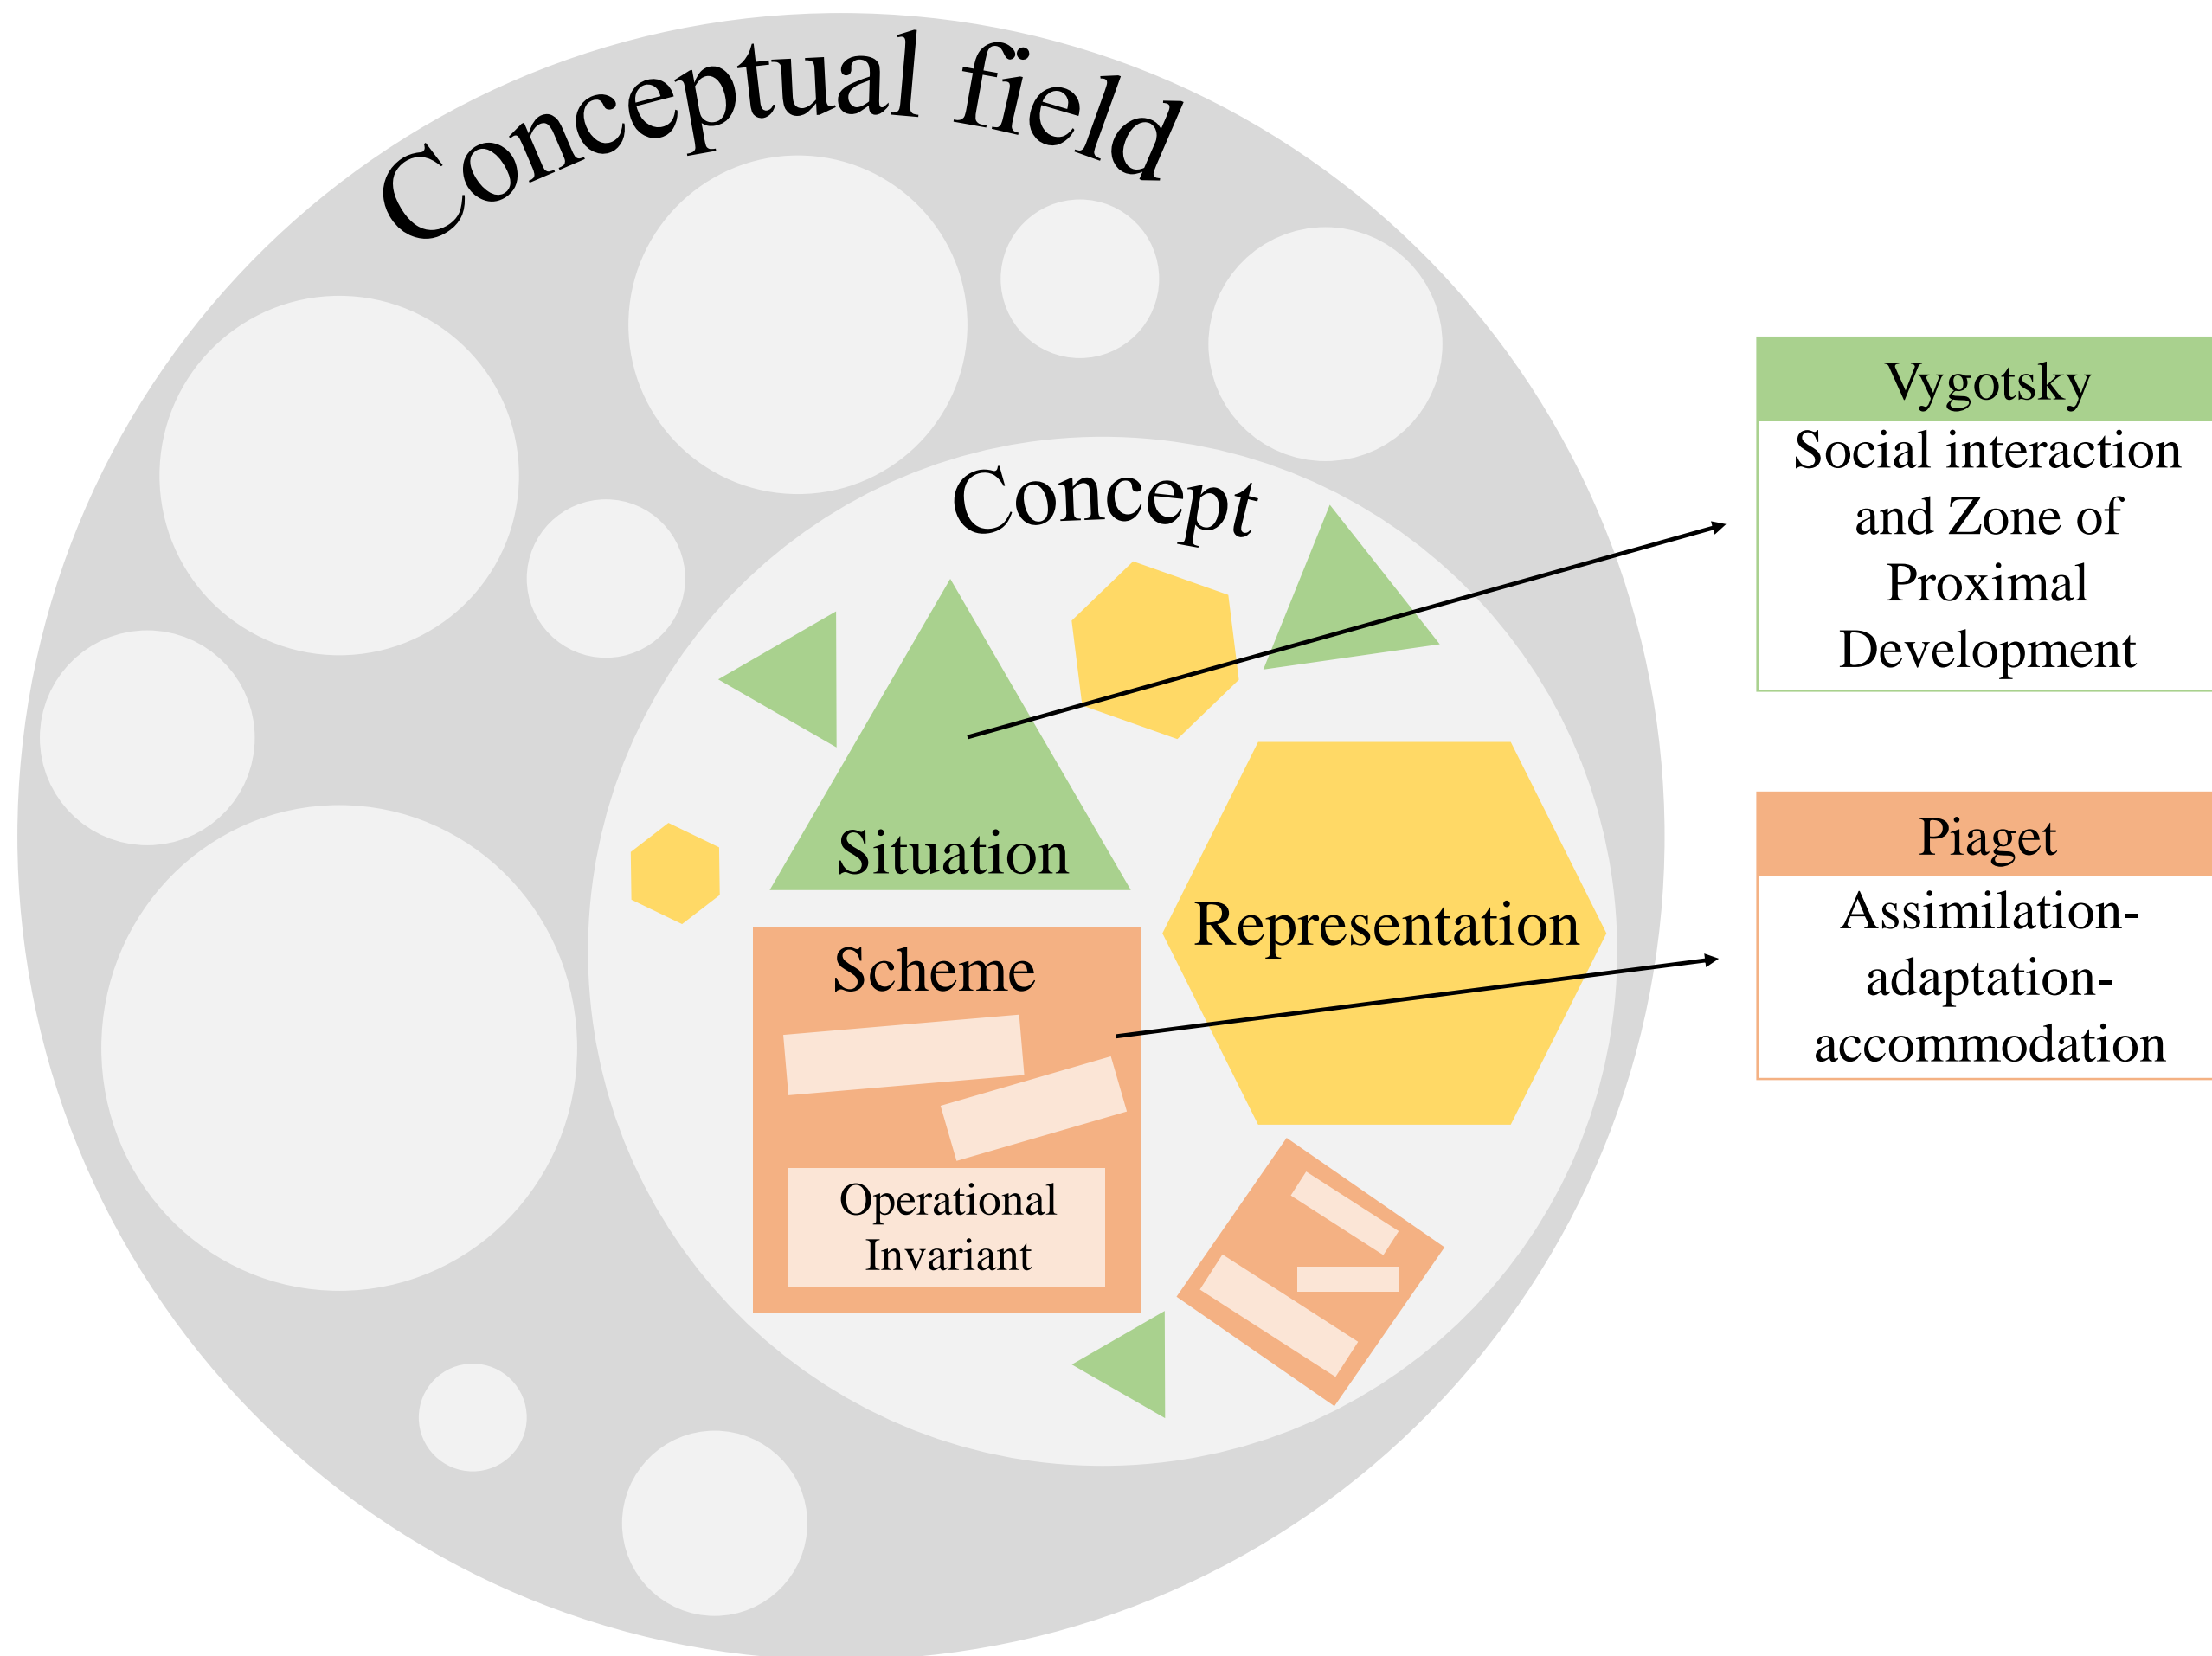 Conceptual field
Concept
Situation
Representation
Scheme
Operational
Invariant
Vygotsky
Social interaction
and Zone of
Proximal
Development
Piaget
Assimilation-
adaptation-
accommodation